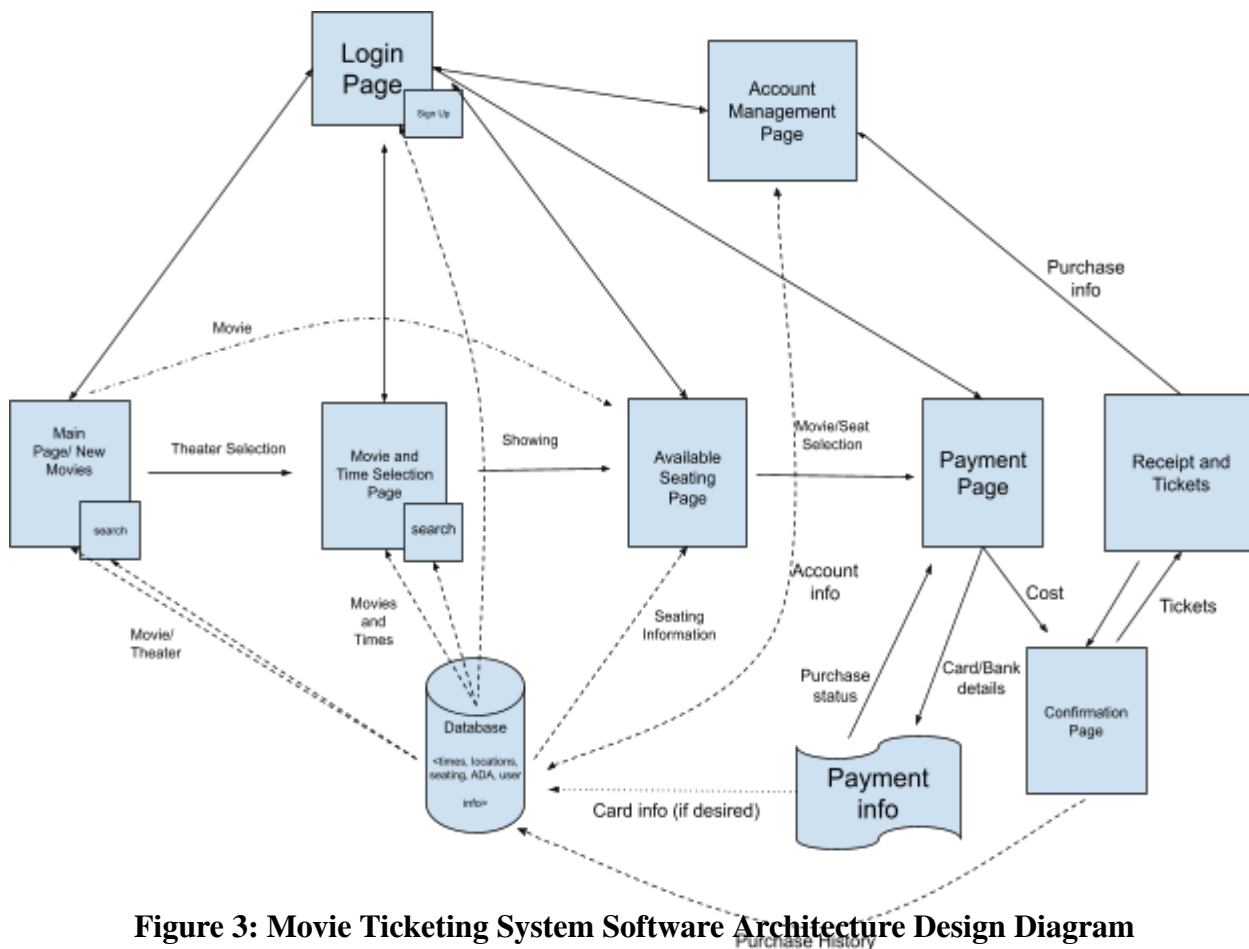 Login
Page
Sign Up
Account
Management
Page
Purchase
info
Movie
Main
Page/ New
Movies
search
Theater Selection
Movie and
Time Selection
Page
search
Showing
Available
Seating
Page
Movie/Seat
Selection
Payment
Page
Receipt and
Tickets
Movie/
Theater
Movies
and
Times
Seating
Information
Account
info
Cost
Tickets
Purchase
status
Card/Bank
details
Confirmation
Page
Database
<times, locations,
seating, ADA, user
info>
Card info (if desired)
Payment
info
Figure 3: Movie Ticketing System Software Architecture Design Diagram
Purchase History